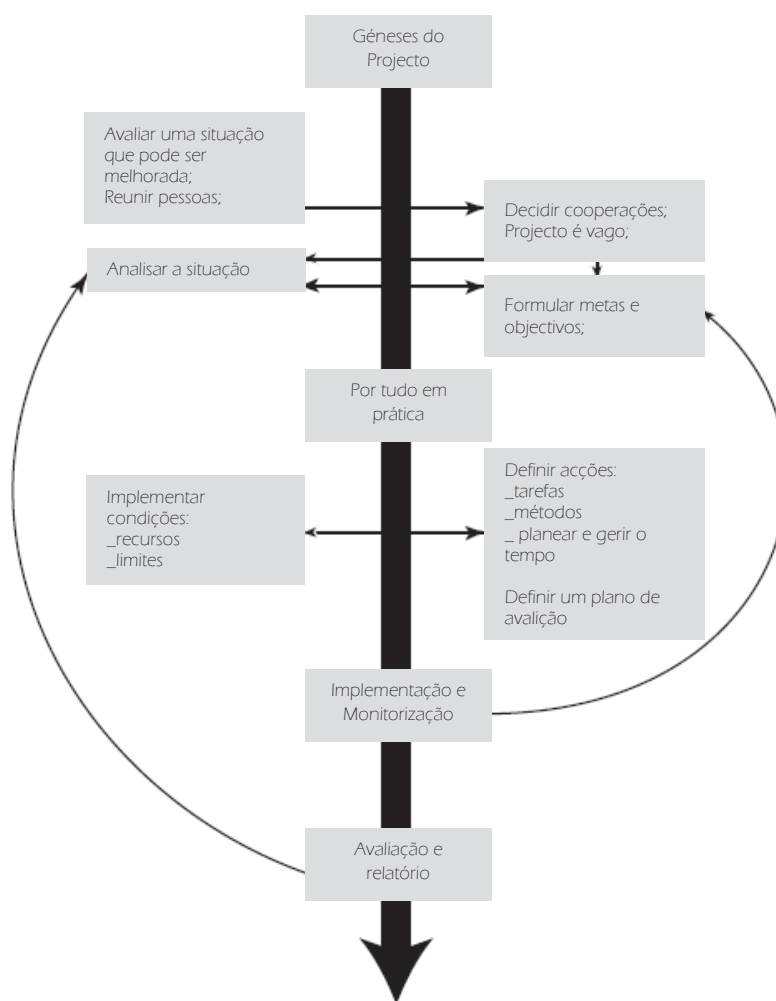 Géneses do
Projecto
Avaliar uma situação
que pode ser
melhorada;
Reunir pessoas;
Decidir cooperações;
Projecto é vago;
Analisar a situação
Formular metas e
objectivos;
Por tudo em
prática
Implementar
condições:
_recursos
_limites
Definir acções:
_tarefas
_métodos
_ planear e gerir o
tempo
Definir um plano de
avalição
Implementação e
Monitorização
Avaliação e
relatório